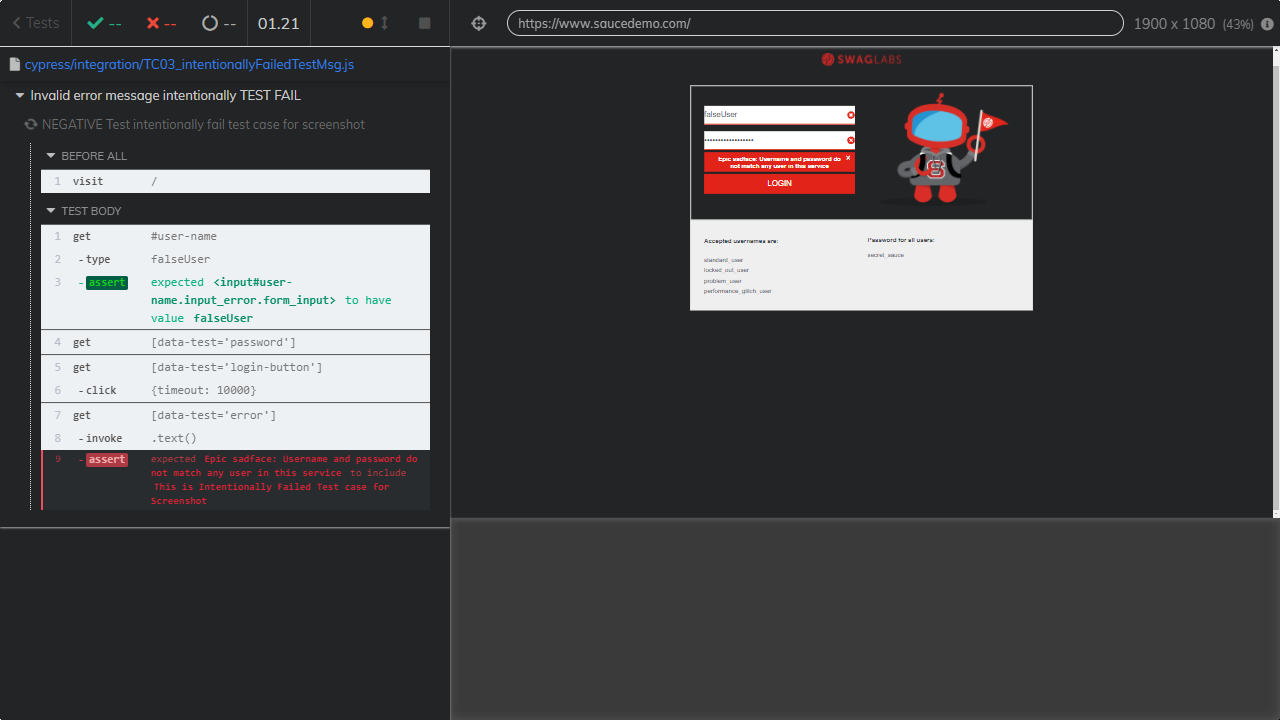 Tests
--
--
--
01.21
https://www.saucedemo.com/
1900 x 1080 (43%)
cypress/integration/TC03_intentionallyFailedTestMsg.js
Invalid error message intentionally TEST FAIL
NEGATIVE Test intentionally fail test case for screenshot
BEFORE ALL
1 visit /
TEST BODY
1 get #user-name
2 -type falseUser
3 -assert expected <input#user-
name.input_error.form_input> to have
value falseUser
4 get [data-test='password']
5 get [data-test='login-button']
6 -click {timeout: 10000}
7 get [data-test='error']
8 -invoke .text()
9 -assert expected Epic sadface: Username and password do
not match any user in this service to include
This is Intentionally Failed Test case for
Screenshot
SWAGLABS
falseUser
Epic sadface: Username and password do
not match any user in this service
LOGIN
Accepted usernames are:
standard_user
locked_out_user
problem_user
performance_glitch_user
Password for all users:
secret_sauce